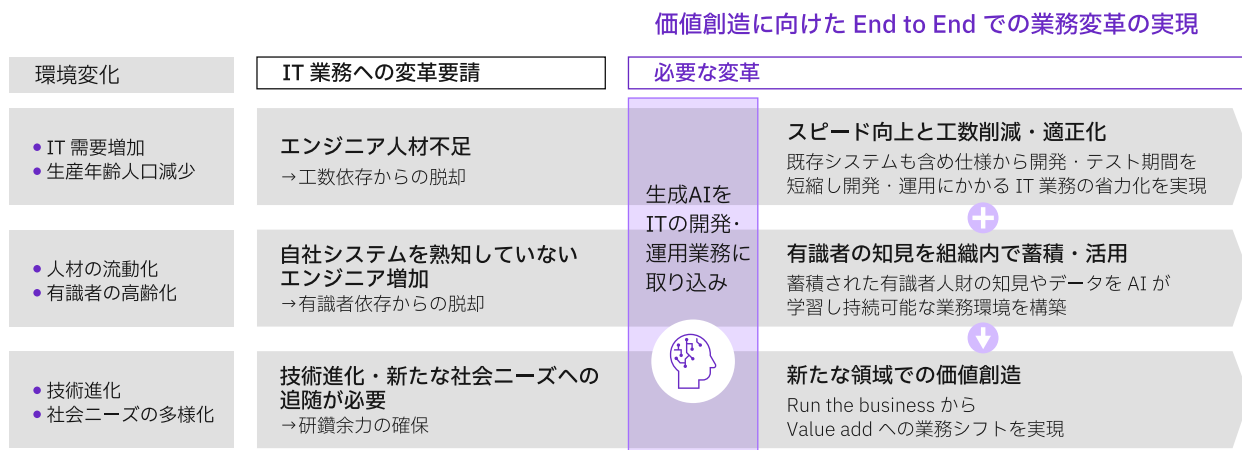 価値創造に向けた End to End での業務変革の実現
環境変化
IT 業務への変革要請
必要な変革
• IT 需要増加
• 生産年齢人口減少
エンジニア人材不足
→工数依存からの脱却
スピード向上と工数削減・適正化
既存システムも含め仕様から開発・テスト期間を
短縮し開発・運用にかかる IT 業務の省力化を実現
生成AIを
ITの開発・
運用業務に
取り込み
• 人材の流動化
• 有識者の高齢化
自社システムを熟知していない
エンジニア増加
→有識者依存からの脱却
有識者の知見を組織内で蓄積・活用
蓄積された有識者人財の知見やデータを AI が
学習し持続可能な業務環境を構築
• 技術進化
• 社会ニーズの多様化
技術進化・新たな社会ニーズへの
追随が必要
→研鑽余力の確保
新たな領域での価値創造
Run the business から
Value add への業務シフトを実現